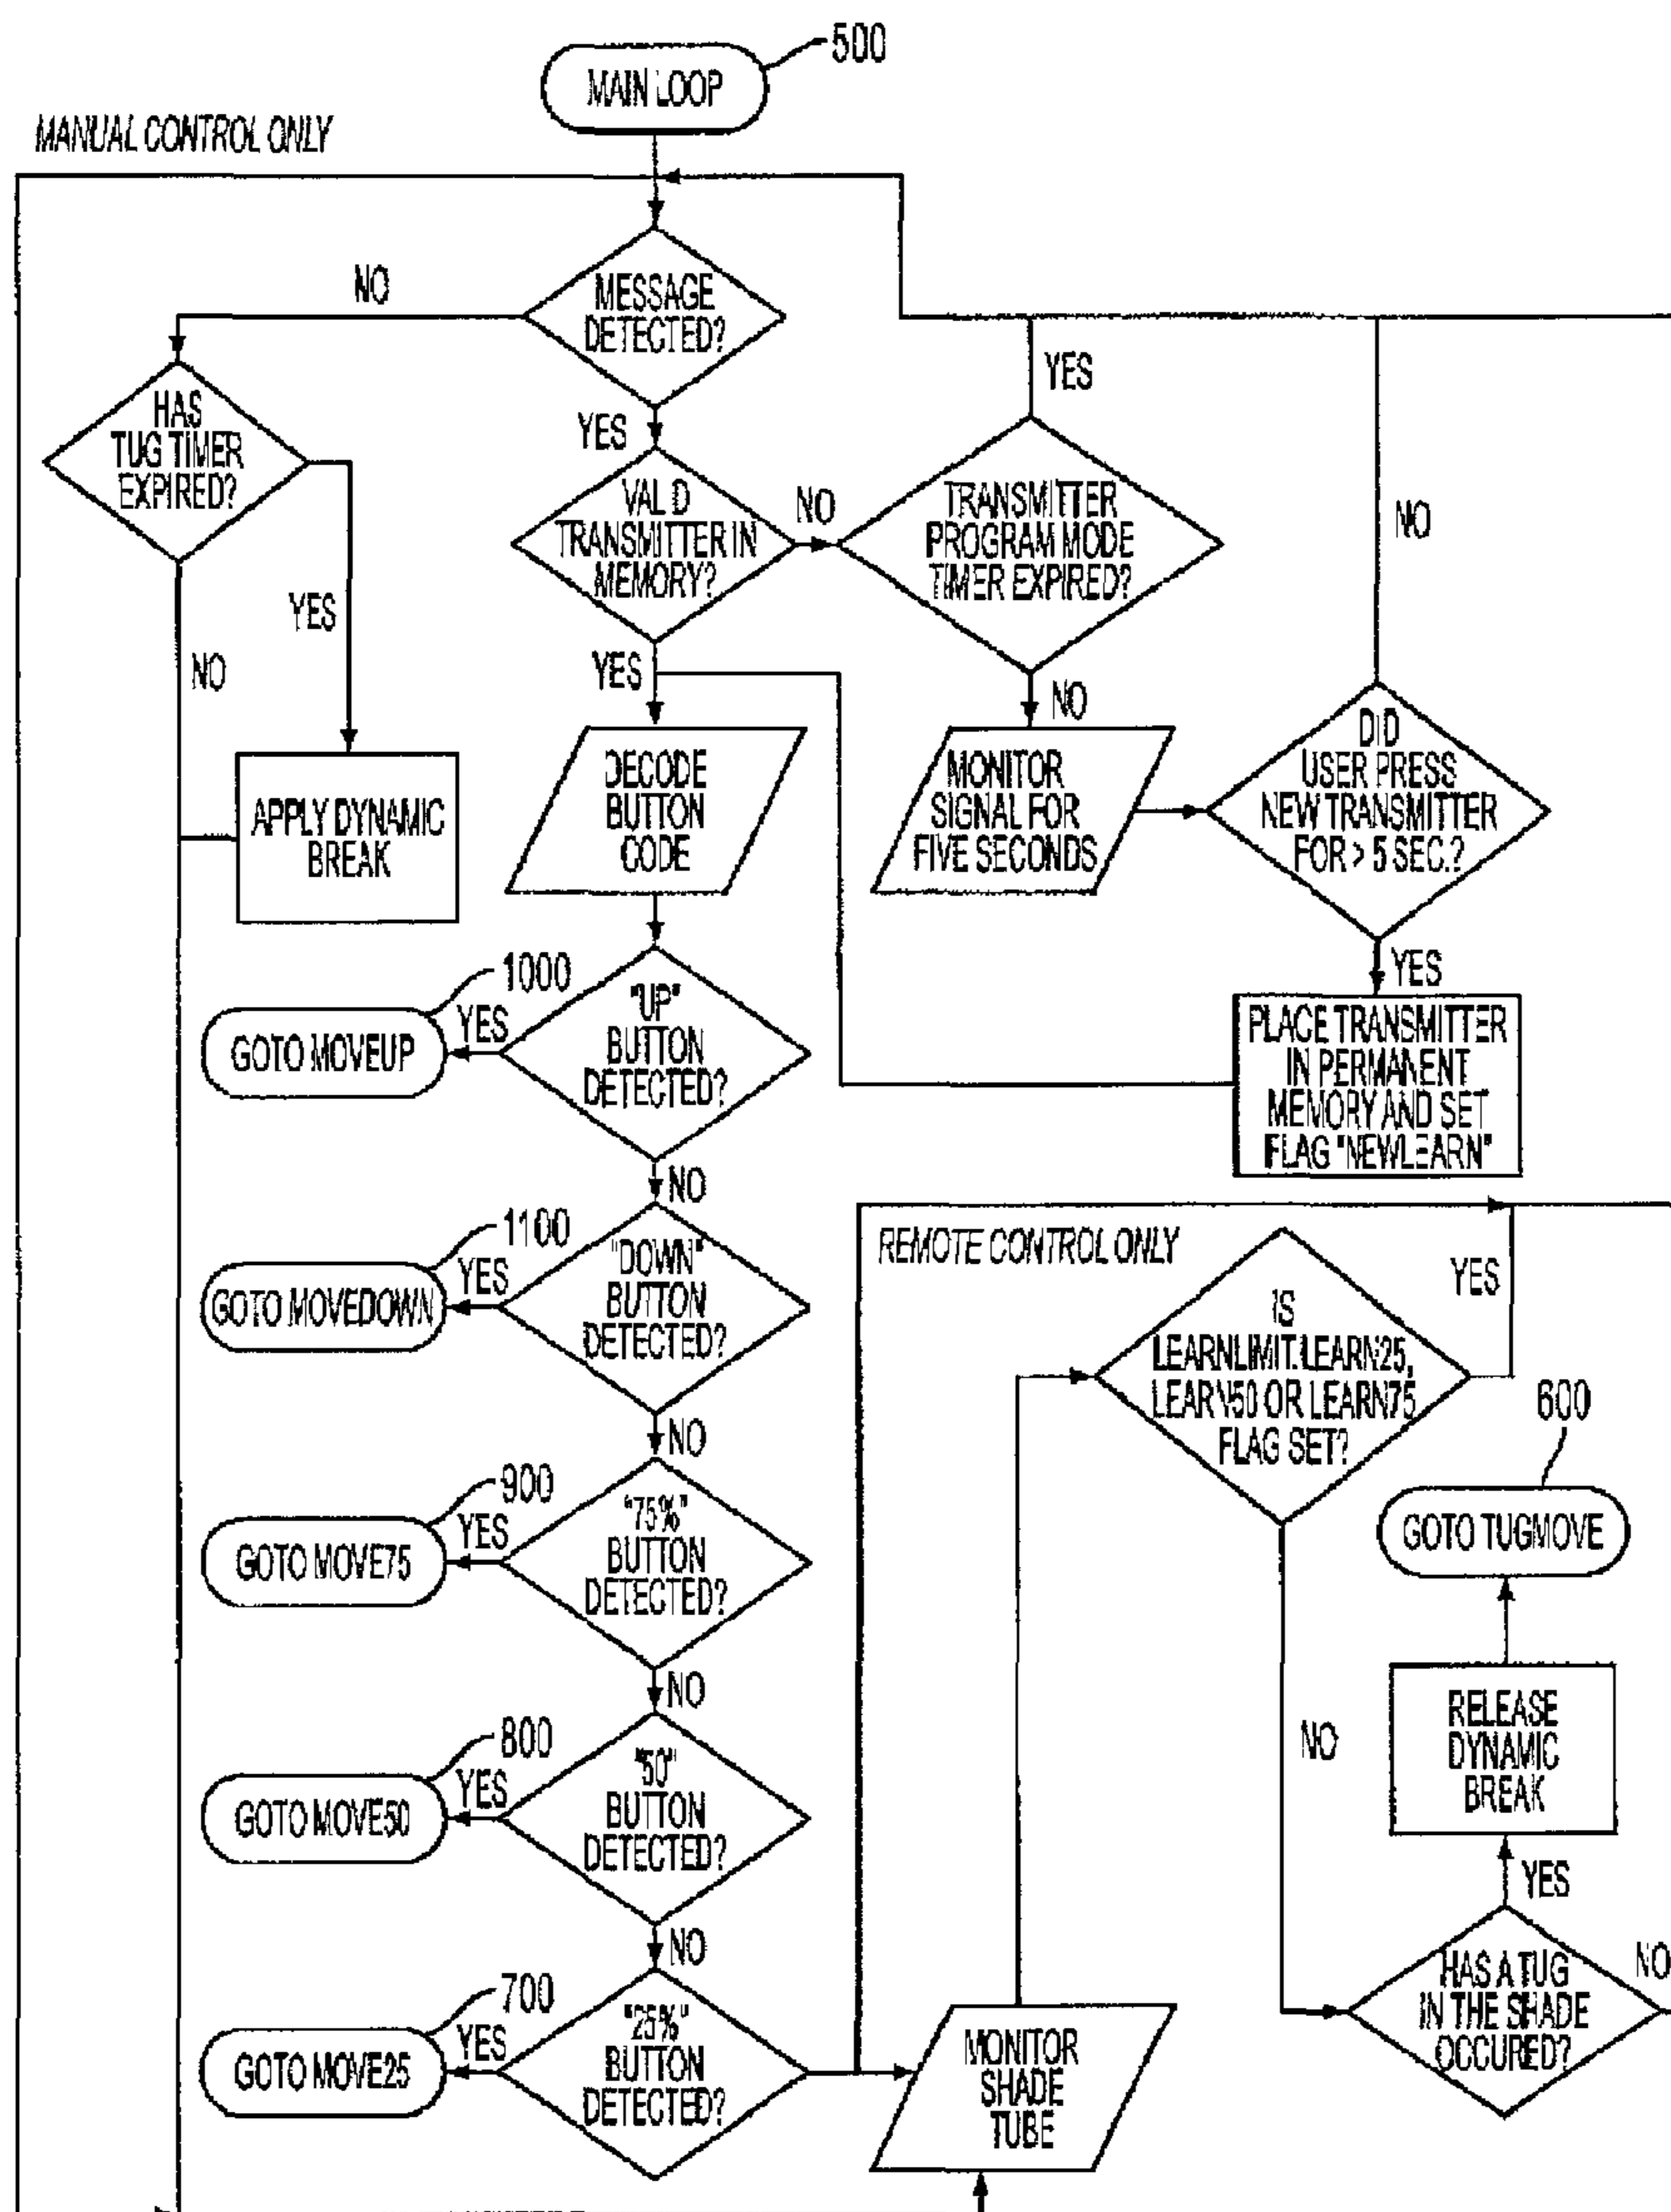 500
MAIN LOOP
MANUAL CONTROL ONLY
NO
MESSAGE
DETECTED?
YES
HAS
TUG TIMER
EXPIRED?
YES
NO
VALID
TRANSMITTER IN
MEMORY?
NO
TRANSMITTER
PROGRAM MODE
TIMER EXPIRED?
YES
NO
NO
YES
DECODE
BUTTON
CODE
MONITOR
SIGNAL FOR
FIVE SECONDS
DID
USER PRESS
NEW TRANSMITTER
FOR > 5 SEC.?
APPLY DYNAMIC
BREAK
YES
PLACE TRANSMITTER
IN PERMANENT
MEMORY AND SET
FLAG "NEWLEARN"
1000
GOTO MOVEUP
YES
"UP"
BUTTON
DETECTED?
NO
1100
GOTO MOVEDOWN
YES
"DOWN"
BUTTON
DETECTED?
NO
REMOTE CONTROL ONLY
IS
LEARNLIMIT.LEARN25,
LEARN50 OR LEARN75
FLAG SET?
YES
600
GOTO TUGMOVE
900
GOTO MOVE75
YES
"75%"
BUTTON
DETECTED?
NO
NO
RELEASE
DYNAMIC
BREAK
YES
800
GOTO MOVE50
YES
"50"
BUTTON
DETECTED?
NO
HAS A TUG
IN THE SHADE
OCCURED?
NO
700
GOTO MOVE25
YES
"25%"
BUTTON
DETECTED?
MONITOR
SHADE
TUBE